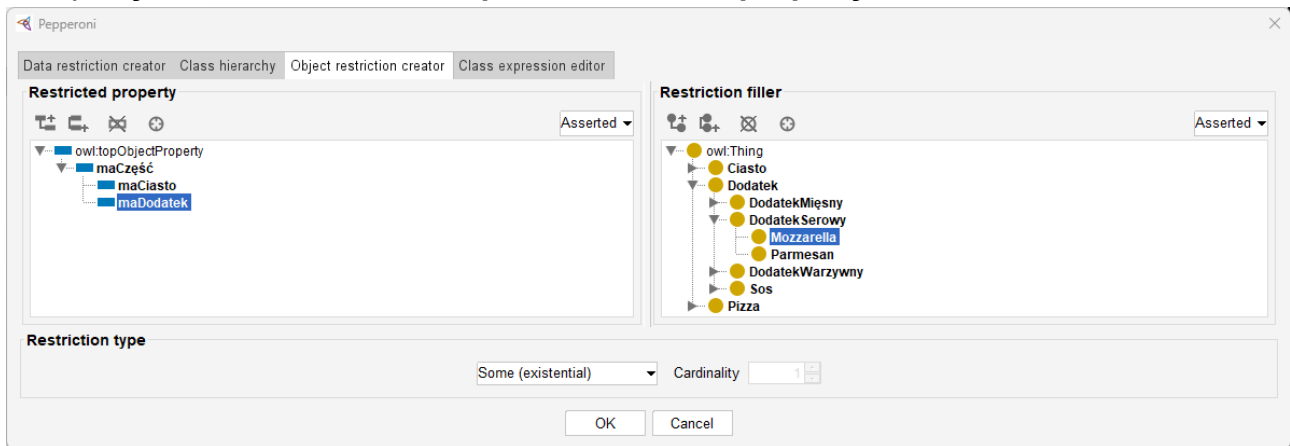 Pepperoni
Data restriction creator Class hierarchy Object restriction creator Class expression editor
Restricted property
Asserted
owl:topObjectProperty
maCzęść
maCiasto
maDodatek
Restriction filler
Asserted
owl:Thing
Ciasto
Dodatek
DodatekMięsny
DodatekSerowy
Mozzarella
Parmesan
DodatekWarzywny
Sos
Pizza
Restriction type
Some (existential) Cardinality 1
OK Cancel